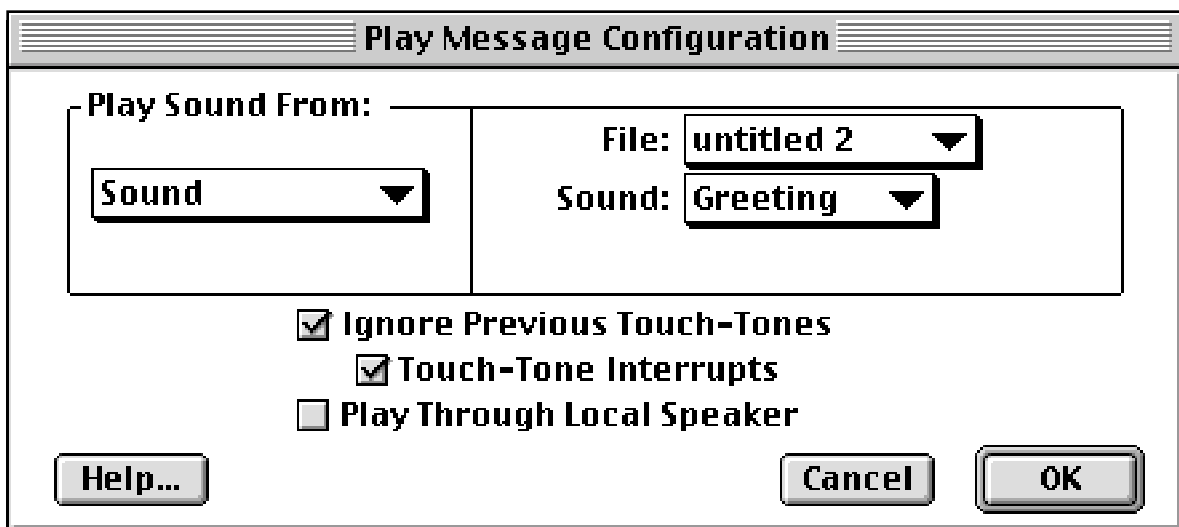 Play Message Configuration
Play Sound From:
Sound
File: untitled 2
Sound: Greeting
Ignore Previous Touch-Tones
Touch-Tone Interrupts
Play Through Local Speaker
Help... Cancel OK